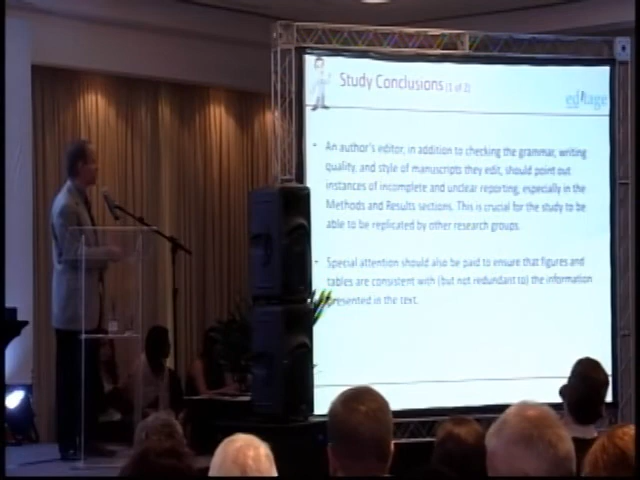 Study Conclusions (1 of 2)
editage
An author's editor, in addition to checking the grammar, writing
quality, and style of manuscripts they edit, should point out
instances of incomplete and unclear reporting, especially in the
Methods and Results sections. This is crucial for the study to be
able to be replicated by other research groups.
Special attention should also be paid to ensure that figures and
tables are consistent with (but not redundant to) the information
presented in the text.